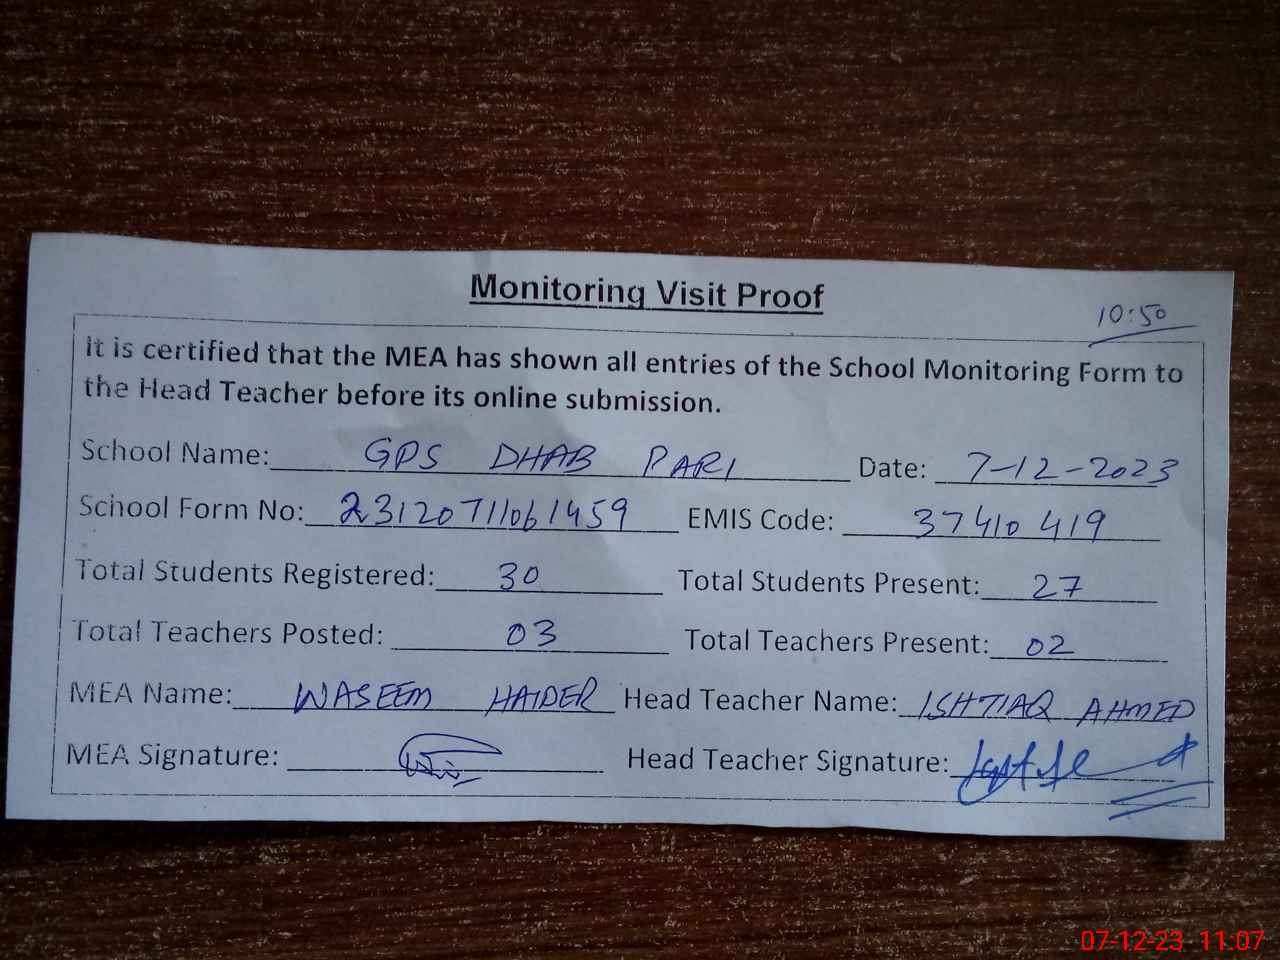 Monitoring Visit Proof
10:50
It is certified that the MEA has shown all entries of the School Monitoring Form to
the Head Teacher before its online submission.
School Name: GPS DHAB PARI Date: 7-12-2023
School Form No: 23120711061459 EMIS Code: 37410419
Total Students Registered: 30 Total Students Present: 27
Total Teachers Posted: 03 Total Teachers Present: 02
MEA Name: WASEEM HAIDER Head Teacher Name: ISHTIAQ AHMED
MEA Signature: Head Teacher Signature:
07-12-23 11:07